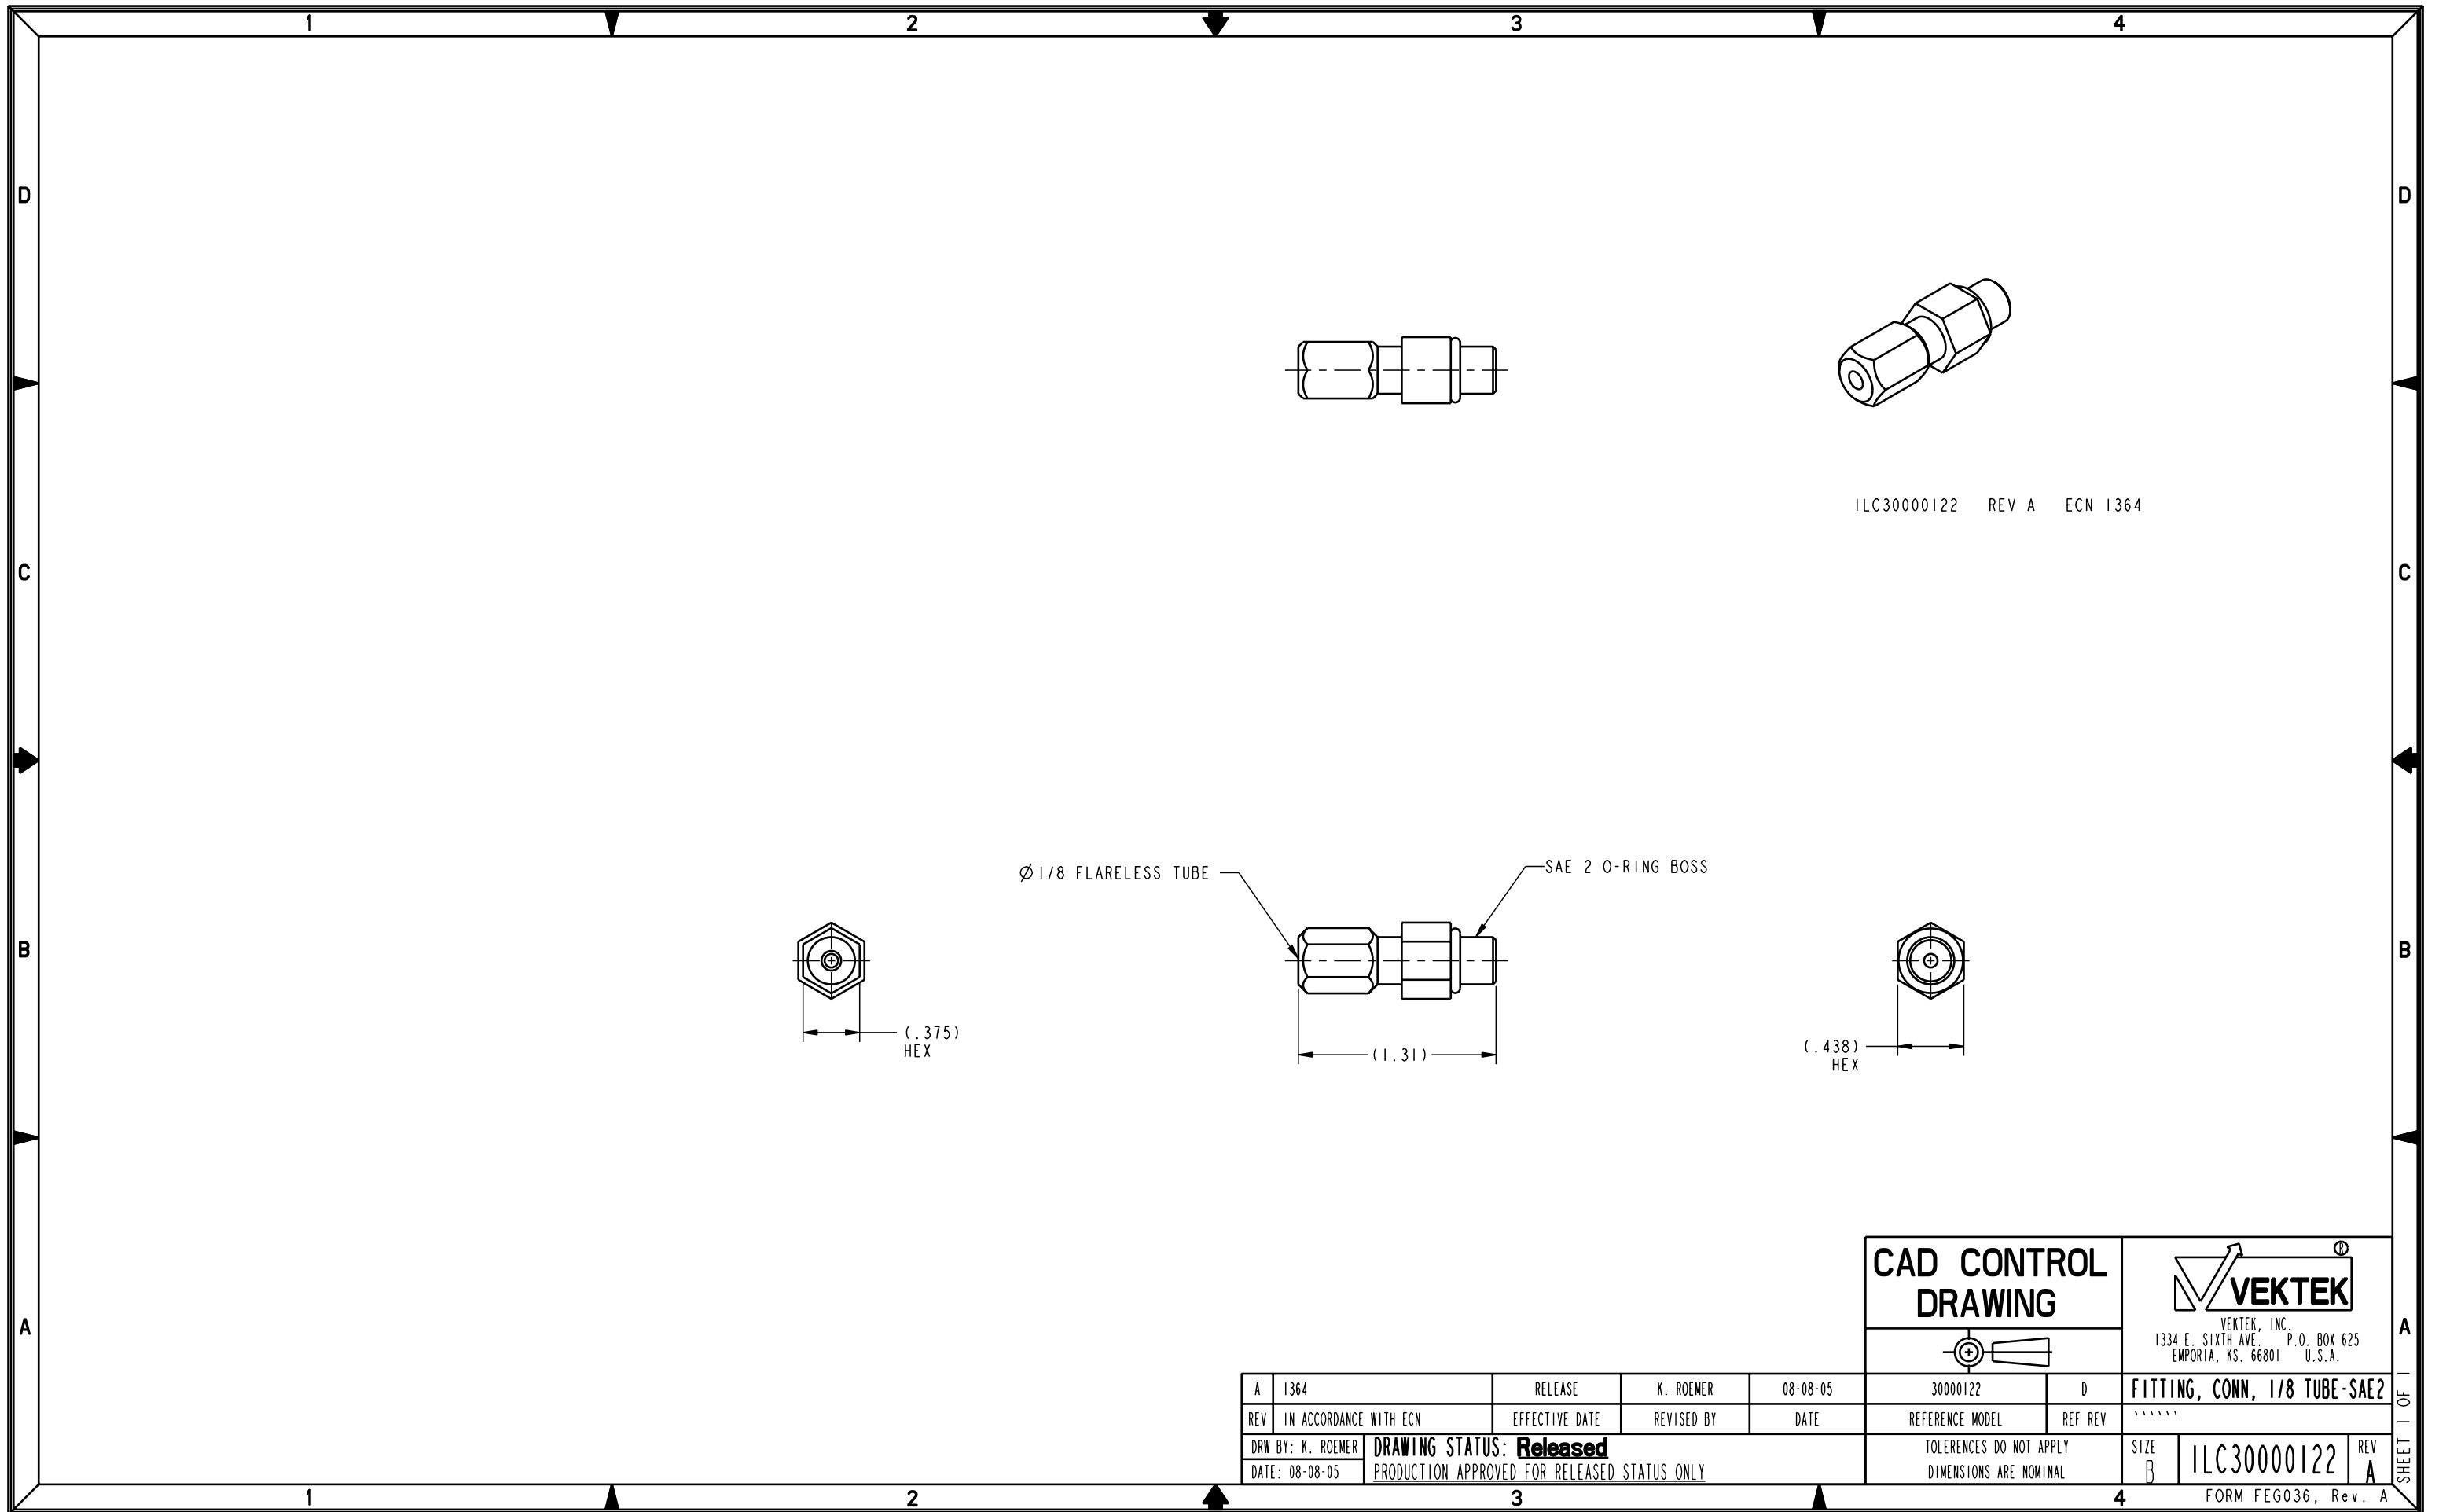 1 2 3 4
D D
ILC30000122 REV A ECN 1364
C C
Ø1/8 FLARELESS TUBE
SAE 2 O-RING BOSS
B B
(.375)
HEX
(1.31)
(.438)
HEX
CAD CONTROL
DRAWING
®
VEKTEK
VEKTEK, INC.
1334 E. SIXTH AVE. P.O. BOX 625
EMPORIA, KS. 66801 U.S.A.
A A
A 1364 RELEASE K. ROEMER 08-08-05 30000122 D FITTING, CONN, 1/8 TUBE-SAE2
REV IN ACCORDANCE WITH ECN EFFECTIVE DATE REVISED BY DATE REFERENCE MODEL REF REV ``````
DRW BY: K. ROEMER DRAWING STATUS: Released
DATE: 08-08-05 PRODUCTION APPROVED FOR RELEASED STATUS ONLY
TOLERENCES DO NOT APPLY
DIMENSIONS ARE NOMINAL
SIZE
B
ILC30000122
REV
A
SHEET 1 OF 1
FORM FEG036, Rev. A
1 2 3 4